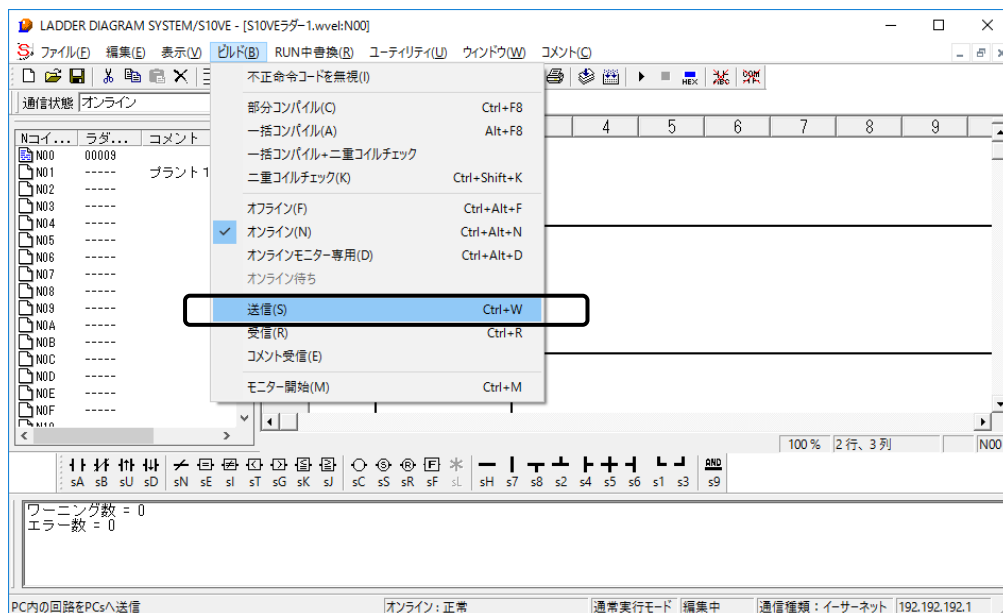 LADDER DIAGRAM SYSTEM/S10VE - [S10VEラダー1.wvel:N00]
ファイル(F) 編集(E) 表示(V) ビルド(B) RUN中書換(R) ユーティリティ(U) ウィンドウ(W) コメント(C)
不正命令コードを無視(I)
HEX
通信状態 オンライン
部分コンパイル(C) Ctrl+F8
一括コンパイル(A) Alt+F8
一括コンパイル+二重コイルチェック
二重コイルチェック(K) Ctrl+Shift+K
オフライン(F) Ctrl+Alt+F
オンライン(N) Ctrl+Alt+N
オンラインモニター専用(D) Ctrl+Alt+D
オンライン待ち
送信(S) Ctrl+W
受信(R) Ctrl+R
コメント受信(E)
モニター開始(M) Ctrl+M
4 5 6 7 8 9
Nコイ... ラダ... コメント
N00 00009
N01 ----- プラント1
N02 -----
N03 -----
N04 -----
N05 -----
N06 -----
N07 -----
N08 -----
N09 -----
N0A -----
N0B -----
N0C -----
N0D -----
N0E -----
N0F -----
N10
100 % 2行、3列 N00
sA sB sU sD sN sE sI sT sG sK sJ sC sS sR sF sL sH s7 s8 s2 s4 s5 s6 s1 s3 s9
AND
ワーニング数 = 0
エラー数 = 0
PC内の回路をPCsへ送信 オンライン : 正常 通常実行モード 編集中 通信種類 : イーサーネット 192.192.192.1